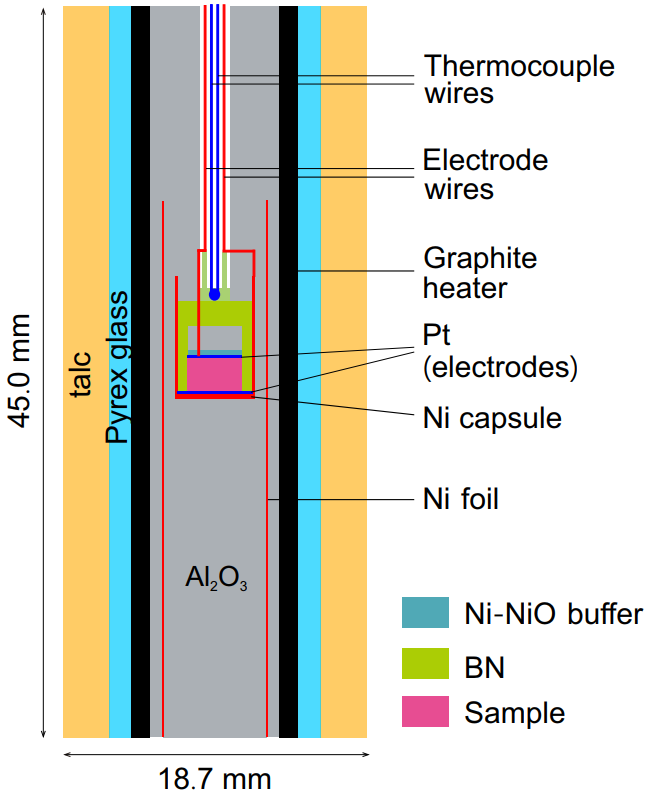 Thermocouple
wires
Electrode
wires
Graphite
heater
Pt
(electrodes)
Ni capsule
Ni foil
talc
Pyrex glass
45.0 mm
Al₂O₃
Ni-NiO buffer
BN
Sample
18.7 mm